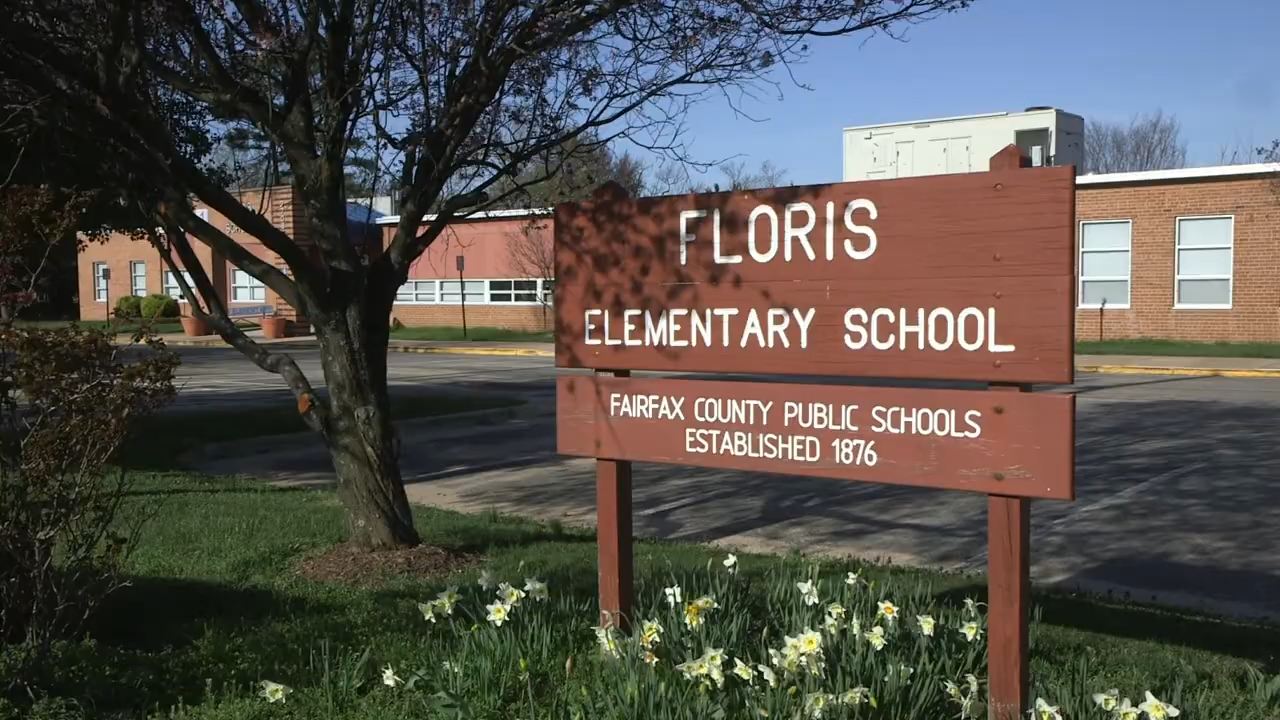 FLORIS
ELEMENTARY SCHOOL
FAIRFAX COUNTY PUBLIC SCHOOLS
ESTABLISHED 1876